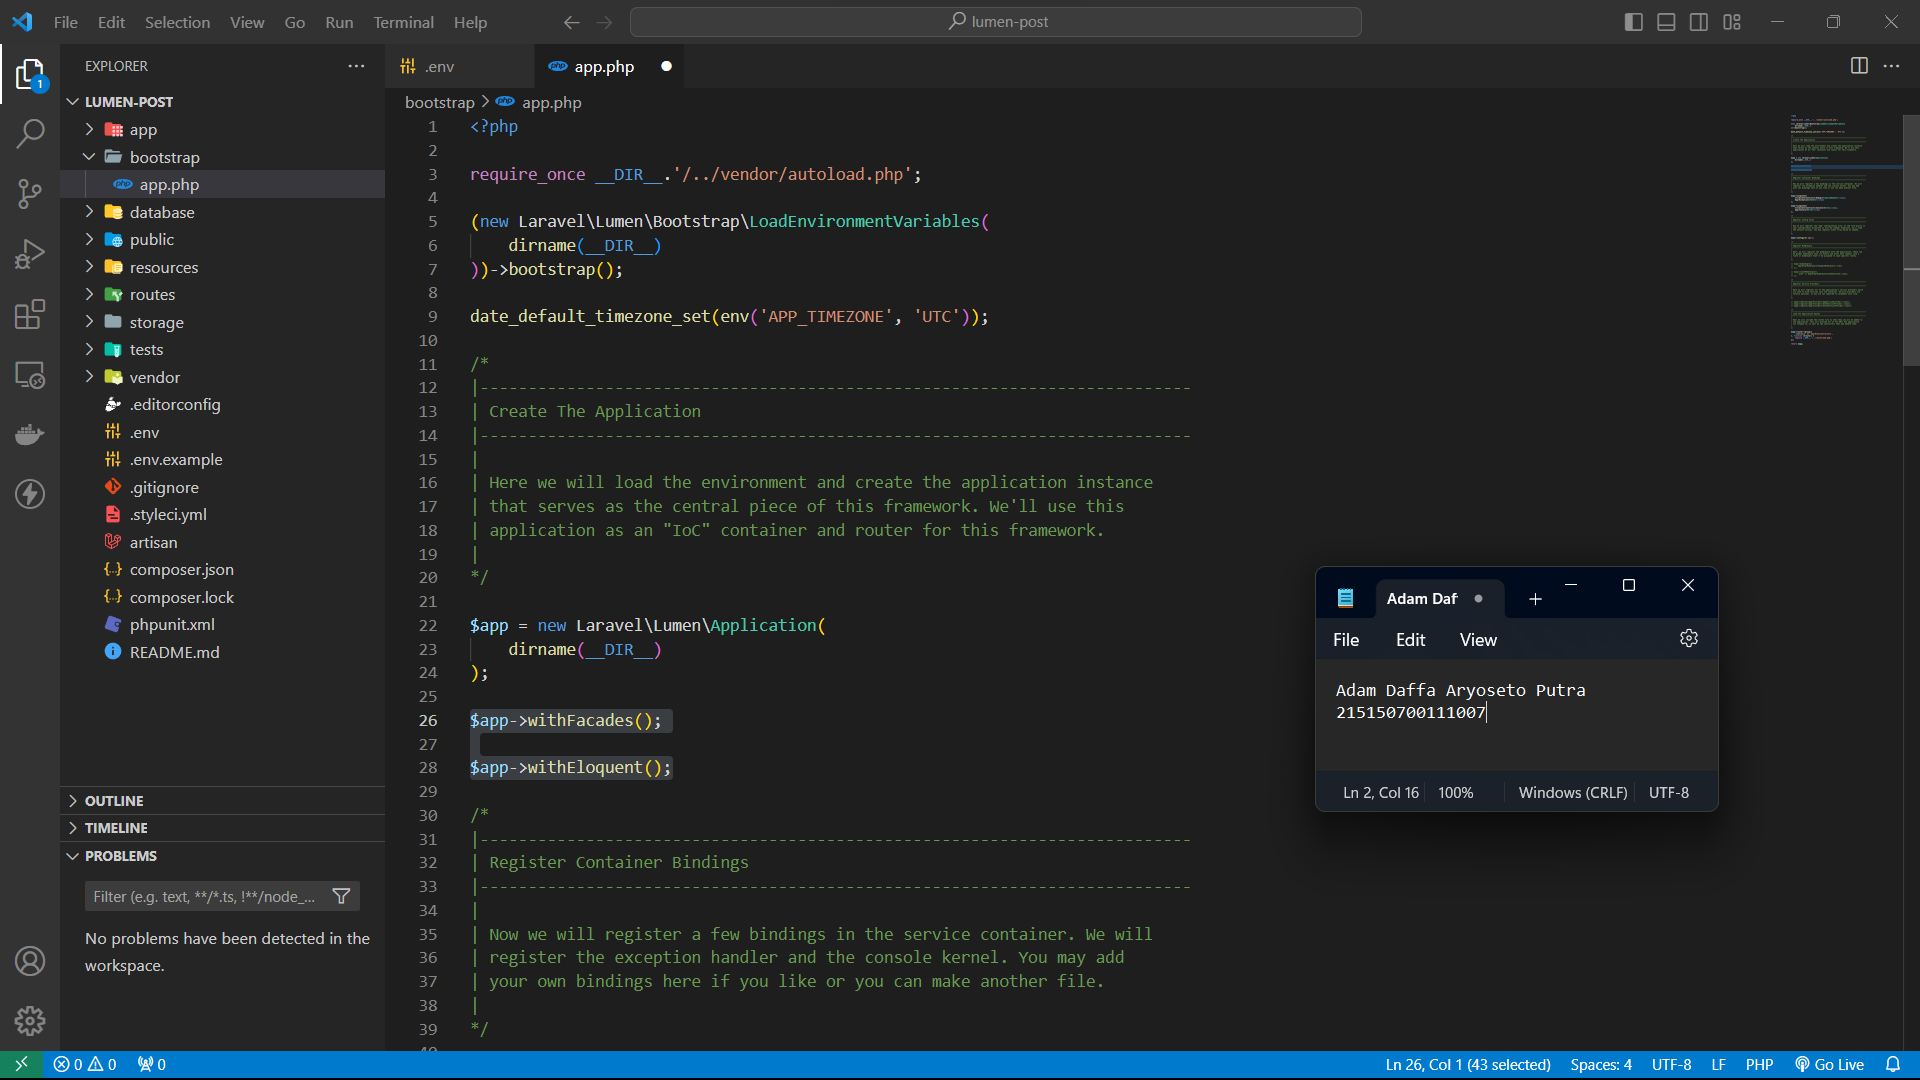 File Edit Selection View Go Run Terminal Help
lumen-post
EXPLORER
LUMEN-POST
app
bootstrap
app.php
database
public
resources
routes
storage
tests
vendor
.editorconfig
.env
.env.example
.gitignore
.styleci.yml
artisan
composer.json
composer.lock
phpunit.xml
README.md
OUTLINE
TIMELINE
PROBLEMS
Filter (e.g. text, **/*.ts, !**/node_...
No problems have been detected in the
workspace.
.env
app.php
bootstrap > app.php
1 <?php
2
3 require_once __DIR__.'/../vendor/autoload.php';
4
5 (new Laravel\Lumen\Bootstrap\LoadEnvironmentVariables(
6 dirname(__DIR__)
7 ))->bootstrap();
8
9 date_default_timezone_set(env('APP_TIMEZONE', 'UTC'));
10
11 /*
12 |--------------------------------------------------------------------------
13 | Create The Application
14 |--------------------------------------------------------------------------
15 |
16 | Here we will load the environment and create the application instance
17 | that serves as the central piece of this framework. We'll use this
18 | application as an "IoC" container and router for this framework.
19 |
20 */
21
22 $app = new Laravel\Lumen\Application(
23 dirname(__DIR__)
24 );
25
26 $app->withFacades();
27
28 $app->withEloquent();
29
30 /*
31 |--------------------------------------------------------------------------
32 | Register Container Bindings
33 |--------------------------------------------------------------------------
34 |
35 | Now we will register a few bindings in the service container. We will
36 | register the exception handler and the console kernel. You may add
37 | your own bindings here if you like or you can make another file.
38 |
39 */
Adam Daf
File Edit View
Adam Daffa Aryoseto Putra
215150700111007
Ln 2, Col 16 100% Windows (CRLF) UTF-8
1
0 0 0
Ln 26, Col 1 (43 selected) Spaces: 4 UTF-8 LF PHP Go Live